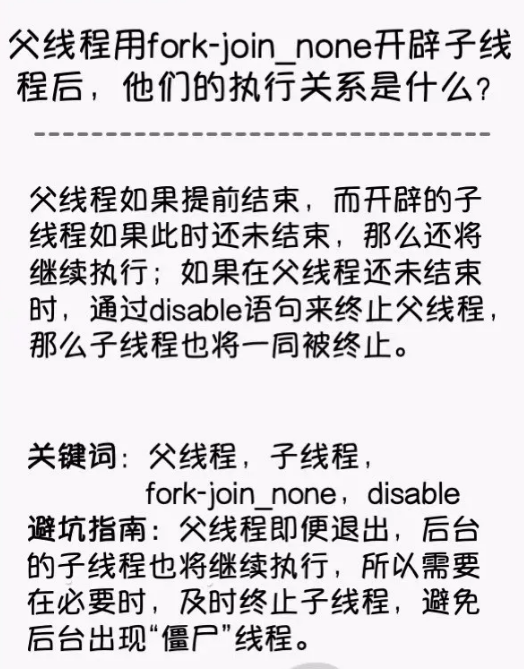 父线程用fork-join_none开辟子线
程后，他们的执行关系是什么？
父线程如果提前结束，而开辟的子
线程如果此时还未结束，那么还将
继续执行；如果在父线程还未结束
时，通过disable语句来终止父线程，
那么子线程也将一同被终止。
关键词：父线程，子线程，
fork-join_none，disable
避坑指南：父线程即便退出，后台
的子线程也将继续执行，所以需要
在必要时，及时终止子线程，避免
后台出现“僵尸”线程。